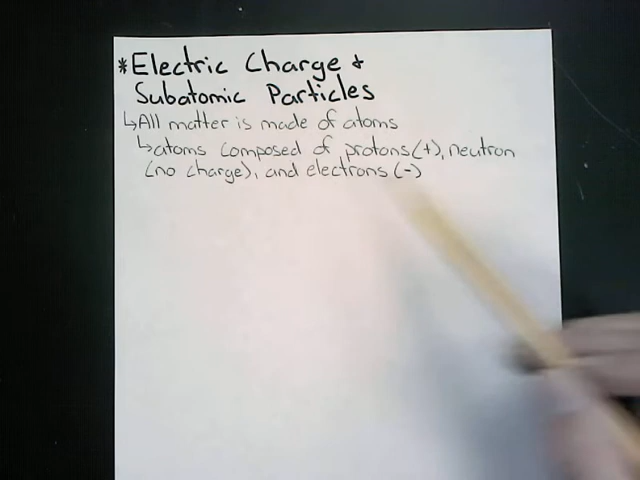 *Electric Charge &
Subatomic Particles
↳All matter is made of atoms
↳atoms composed of protons(+), neutron
(no charge), and electrons (-)